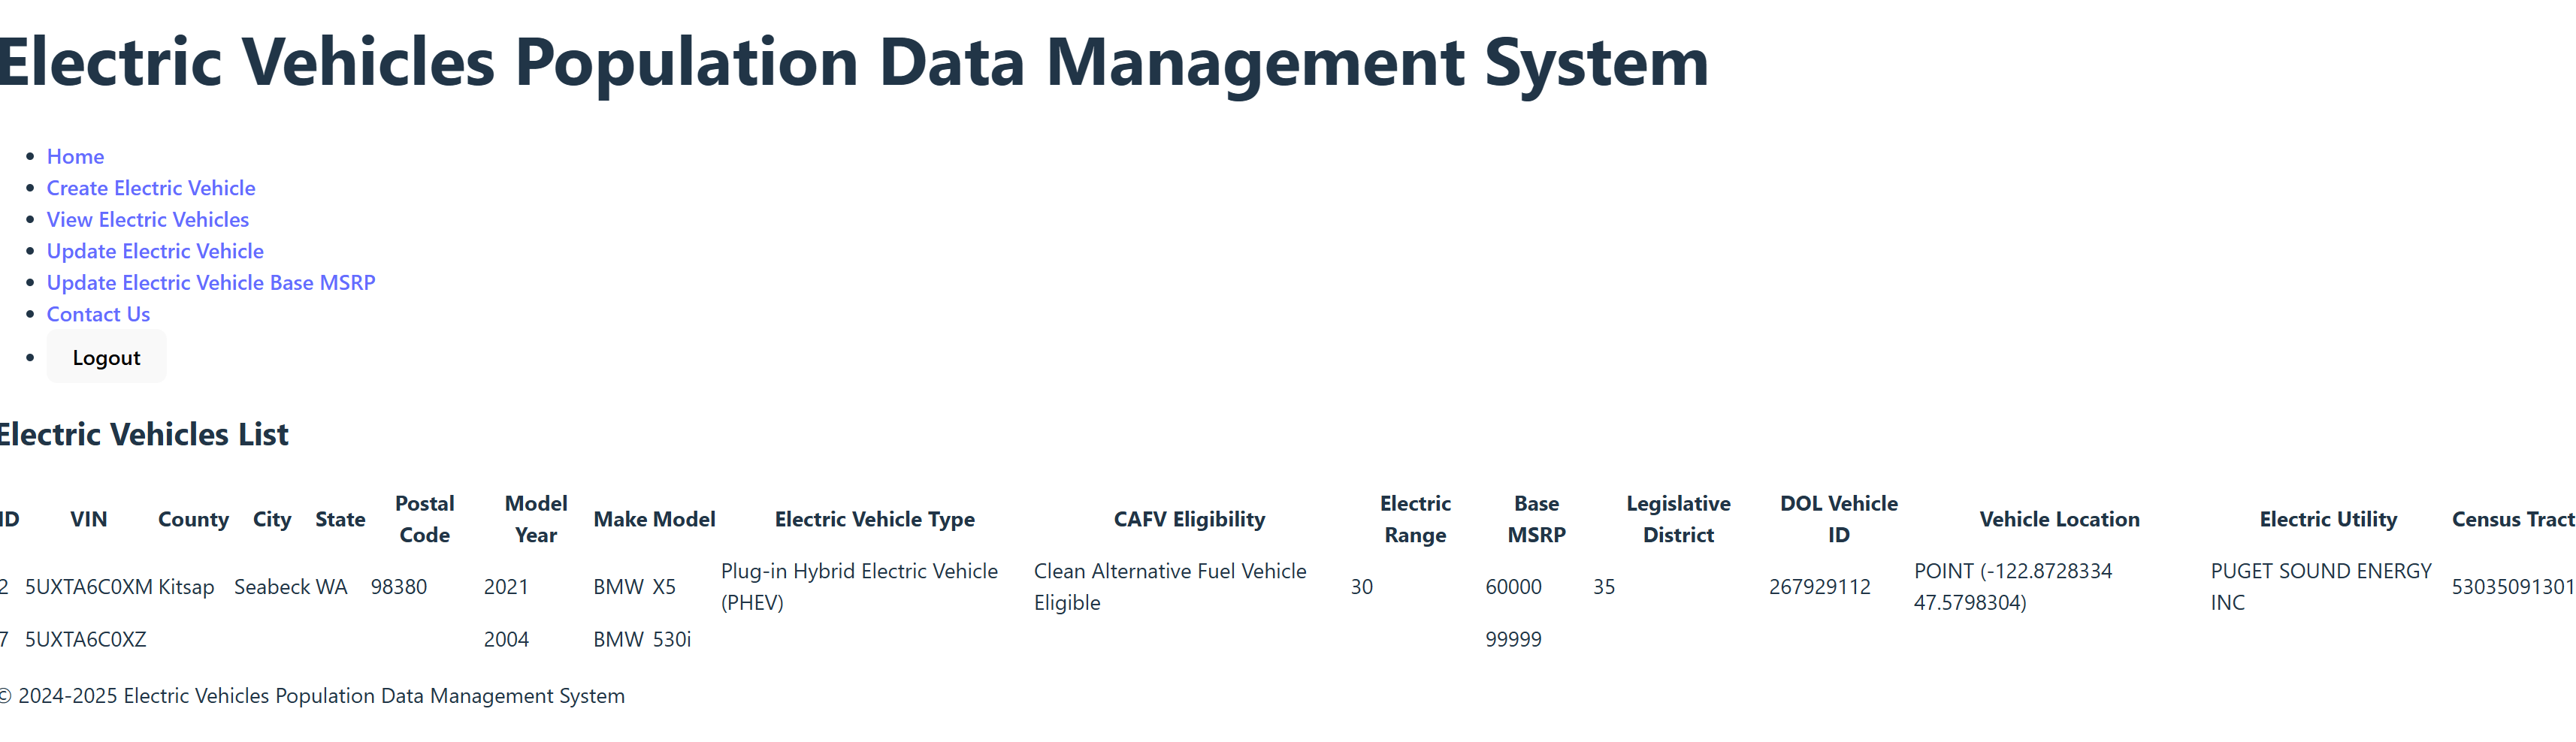 Electric Vehicles Population Data Management System
Home
Create Electric Vehicle
View Electric Vehicles
Update Electric Vehicle
Update Electric Vehicle Base MSRP
Contact Us
Logout
Electric Vehicles List
ID VIN County City State Postal Code Model Year Make Model Electric Vehicle Type CAFV Eligibility Electric Range Base MSRP Legislative District DOL Vehicle ID Vehicle Location Electric Utility Census Tract
2 5UXTA6C0XM Kitsap Seabeck WA 98380 2021 BMW X5 Plug-in Hybrid Electric Vehicle (PHEV) Clean Alternative Fuel Vehicle Eligible 30 60000 35 267929112 POINT (-122.8728334 47.5798304) PUGET SOUND ENERGY INC 53035091301
7 5UXTA6C0XZ 2004 BMW 530i 99999
© 2024-2025 Electric Vehicles Population Data Management System